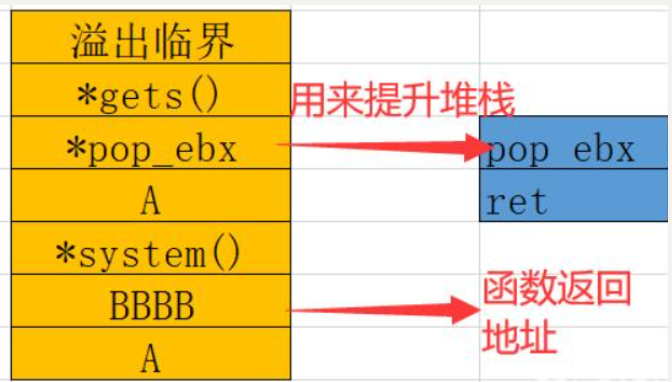 溢出临界
*gets()
用来提升堆栈
*pop_ebx
pop ebx
A
ret
*system()
BBBB
函数返回
地址
A